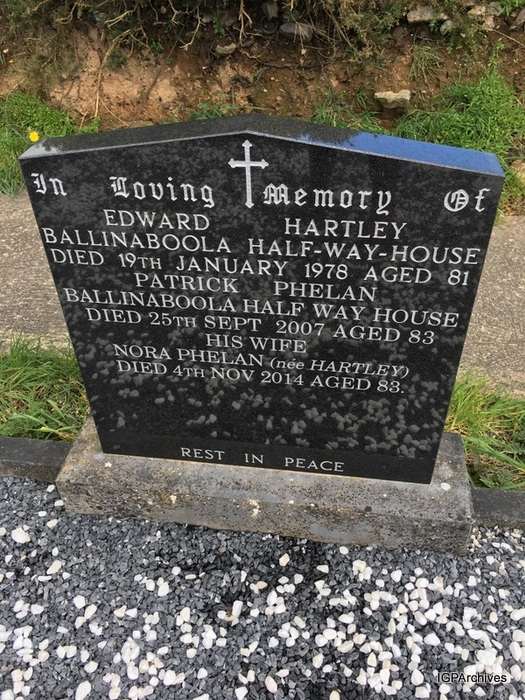 In Loving Memory Of
EDWARD HARTLEY
BALLINABOOLA HALF-WAY-HOUSE
DIED 19TH JANUARY 1978 AGED 81
PATRICK PHELAN
BALLINABOOLA HALF WAY HOUSE
DIED 25TH SEPT 2007 AGED 83
HIS WIFE
NORA PHELAN (née HARTLEY)
DIED 4TH NOV 2014 AGED 83.
REST IN PEACE
IGPArchives